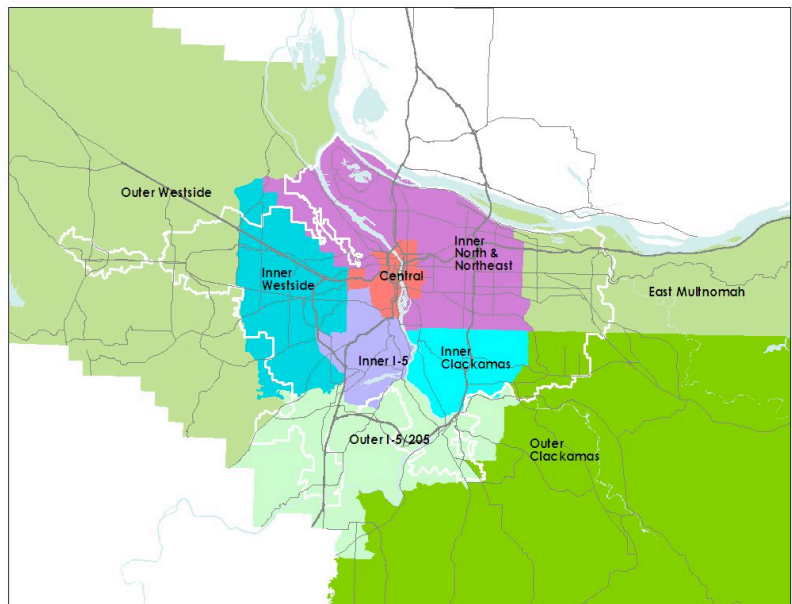 Outer Westside
Inner
North &
Northeast
Inner
Westside
Central
East Multnomah
Inner I-5
Inner
Clackamas
Outer I-5/205
Outer
Clackamas